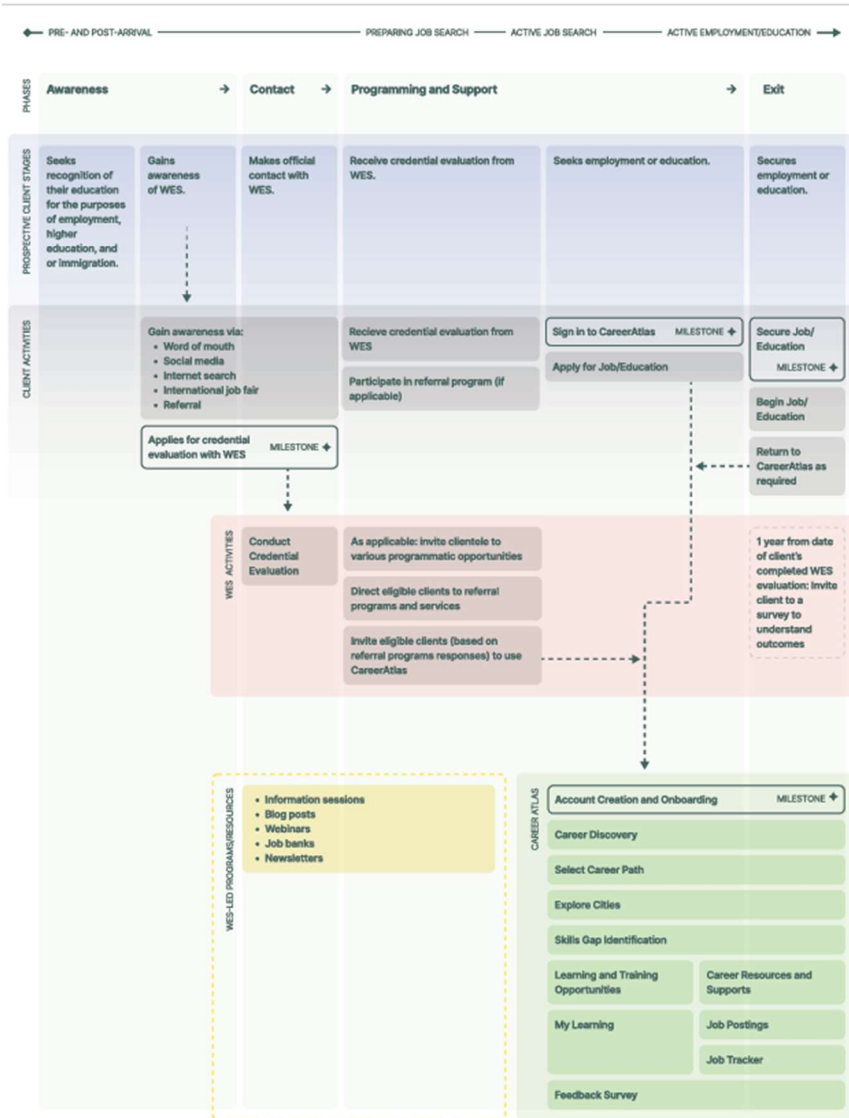 PRE- AND POST-ARRIVAL
PREPARING JOB SEARCH
ACTIVE JOB SEARCH
ACTIVE EMPLOYMENT/EDUCATION
PHASES
Awareness
Contact
Programming and Support
Exit
PROSPECTIVE CLIENT STAGES
Seeks
recognition of
their education
for the purposes
of employment,
higher
education, and
or immigration.
Gains
awareness
of WES.
Makes official
contact with
WES.
Receive credential evaluation from
WES.
Seeks employment or education.
Secures
employment or
education.
CLIENT ACTIVITIES
Gain awareness via:
• Word of mouth
• Social media
• Internet search
• International job fair
• Referral
Applies for credential
evaluation with WES
MILESTONE
Recieve credential evaluation from
WES
Participate in referral program (if
applicable)
Sign in to CareerAtlas
MILESTONE
Apply for Job/Education
Secure Job/
Education
MILESTONE
Begin Job/
Education
Return to
CareerAtlas as
required
WES ACTIVITIES
Conduct
Credential
Evaluation
As applicable: invite clientele to
various programmatic opportunities
Direct eligible clients to referral
programs and services
Invite eligible clients (based on
referral programs responses) to use
CareerAtlas
1 year from date
of client's
completed WES
evaluation: Invite
client to a
survey to
understand
outcomes
WES-LED PROGRAMS/RESOURCES
• Information sessions
• Blog posts
• Webinars
• Job banks
• Newsletters
CAREER ATLAS
Account Creation and Onboarding
MILESTONE
Career Discovery
Select Career Path
Explore Cities
Skills Gap Identification
Learning and Training
Opportunities
Career Resources and
Supports
My Learning
Job Postings
Job Tracker
Feedback Survey